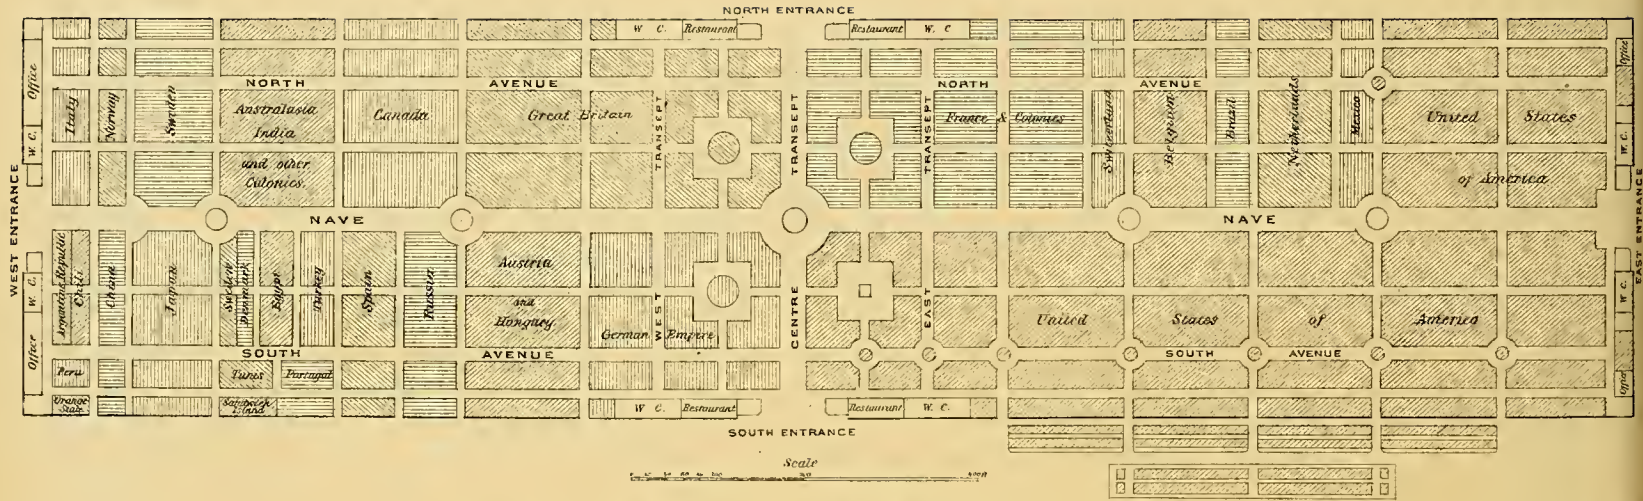 NORTH ENTRANCE
W C. Restaurant
Restaurant W. C
Office
NORTH AVENUE
NORTH AVENUE
Office
Italy
Norway
Sweden
Australasia
India
and other
Colonies.
Canada
Great Britain
TRANSEPT
TRANSEPT
TRANSEPT
France & Colonies
Switzerland
Belgium
Brazil
Netherlands
Mexico
United States
of America
W. C.
W. C.
WEST ENTRANCE
NAVE
NAVE
EAST ENTRANCE
Argentine Republic
Chili
China
Japan
Sweden
Denmark
Egypt
Turkey
Spain
Russia
Austria
and
Honguey
German Empire
WEST
CENTRE
EAST
United States of America
W. C.
W C.
Office
SOUTH AVENUE
SOUTH AVENUE
Office
Peru
Tunis
Portugal
Orange
State
Sandwich
Island
W C. Restaurant
Restaurant W. C.
SOUTH ENTRANCE
Scale